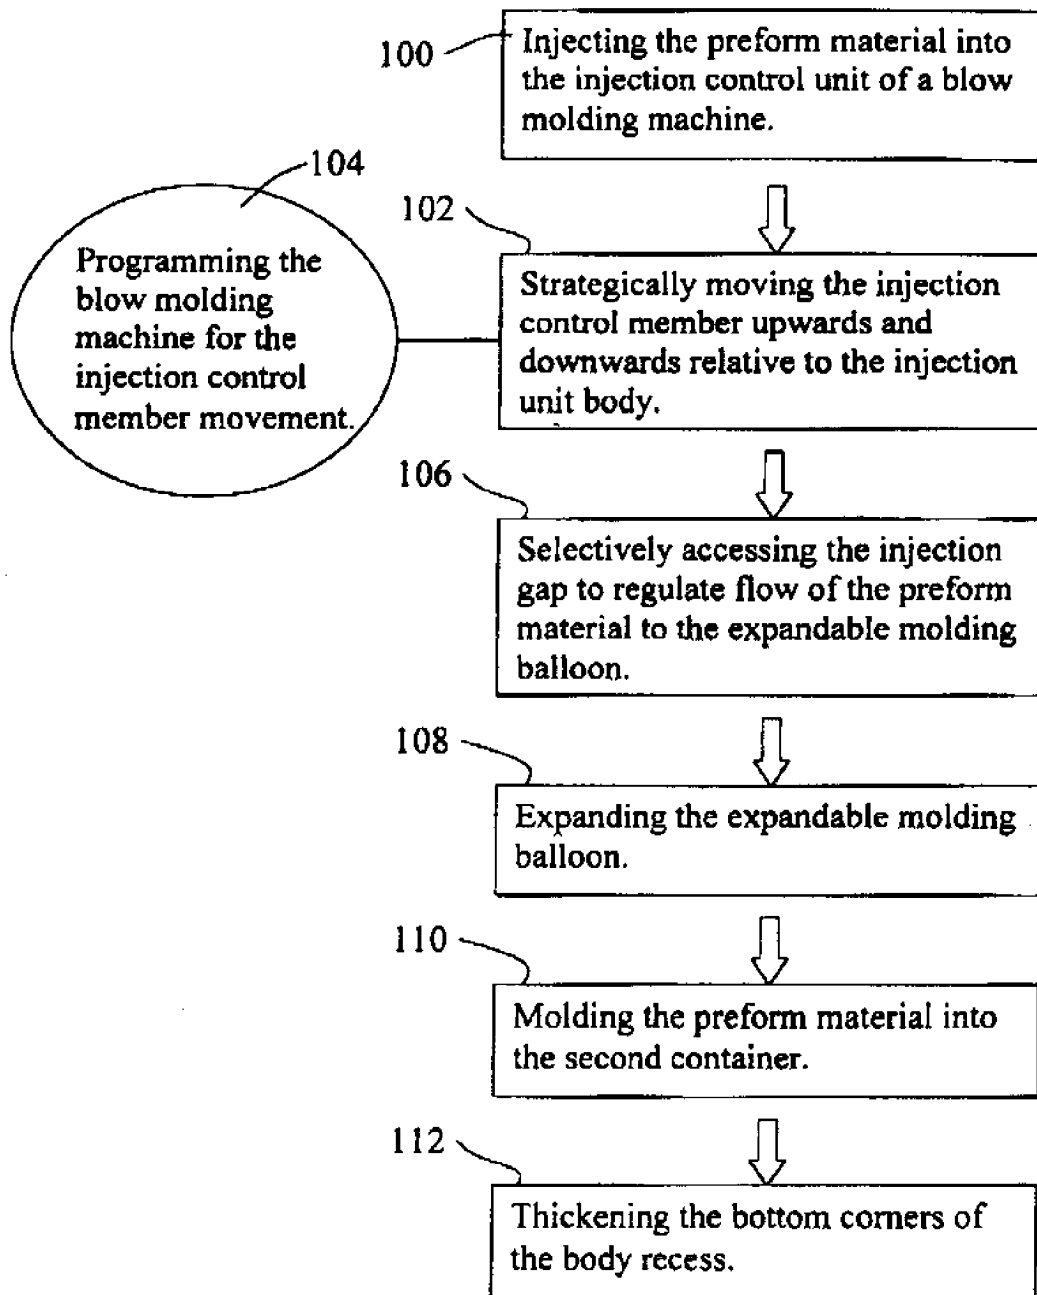 100
Injecting the preform material into
the injection control unit of a blow
molding machine.
104
Programming the
blow molding
machine for the
injection control
member movement.
102
Strategically moving the injection
control member upwards and
downwards relative to the injection
unit body.
106
Selectively accessing the injection
gap to regulate flow of the preform
material to the expandable molding
balloon.
108
Expanding the expandable molding
balloon.
110
Molding the preform material into
the second container.
112
Thickening the bottom corners of
the body recess.